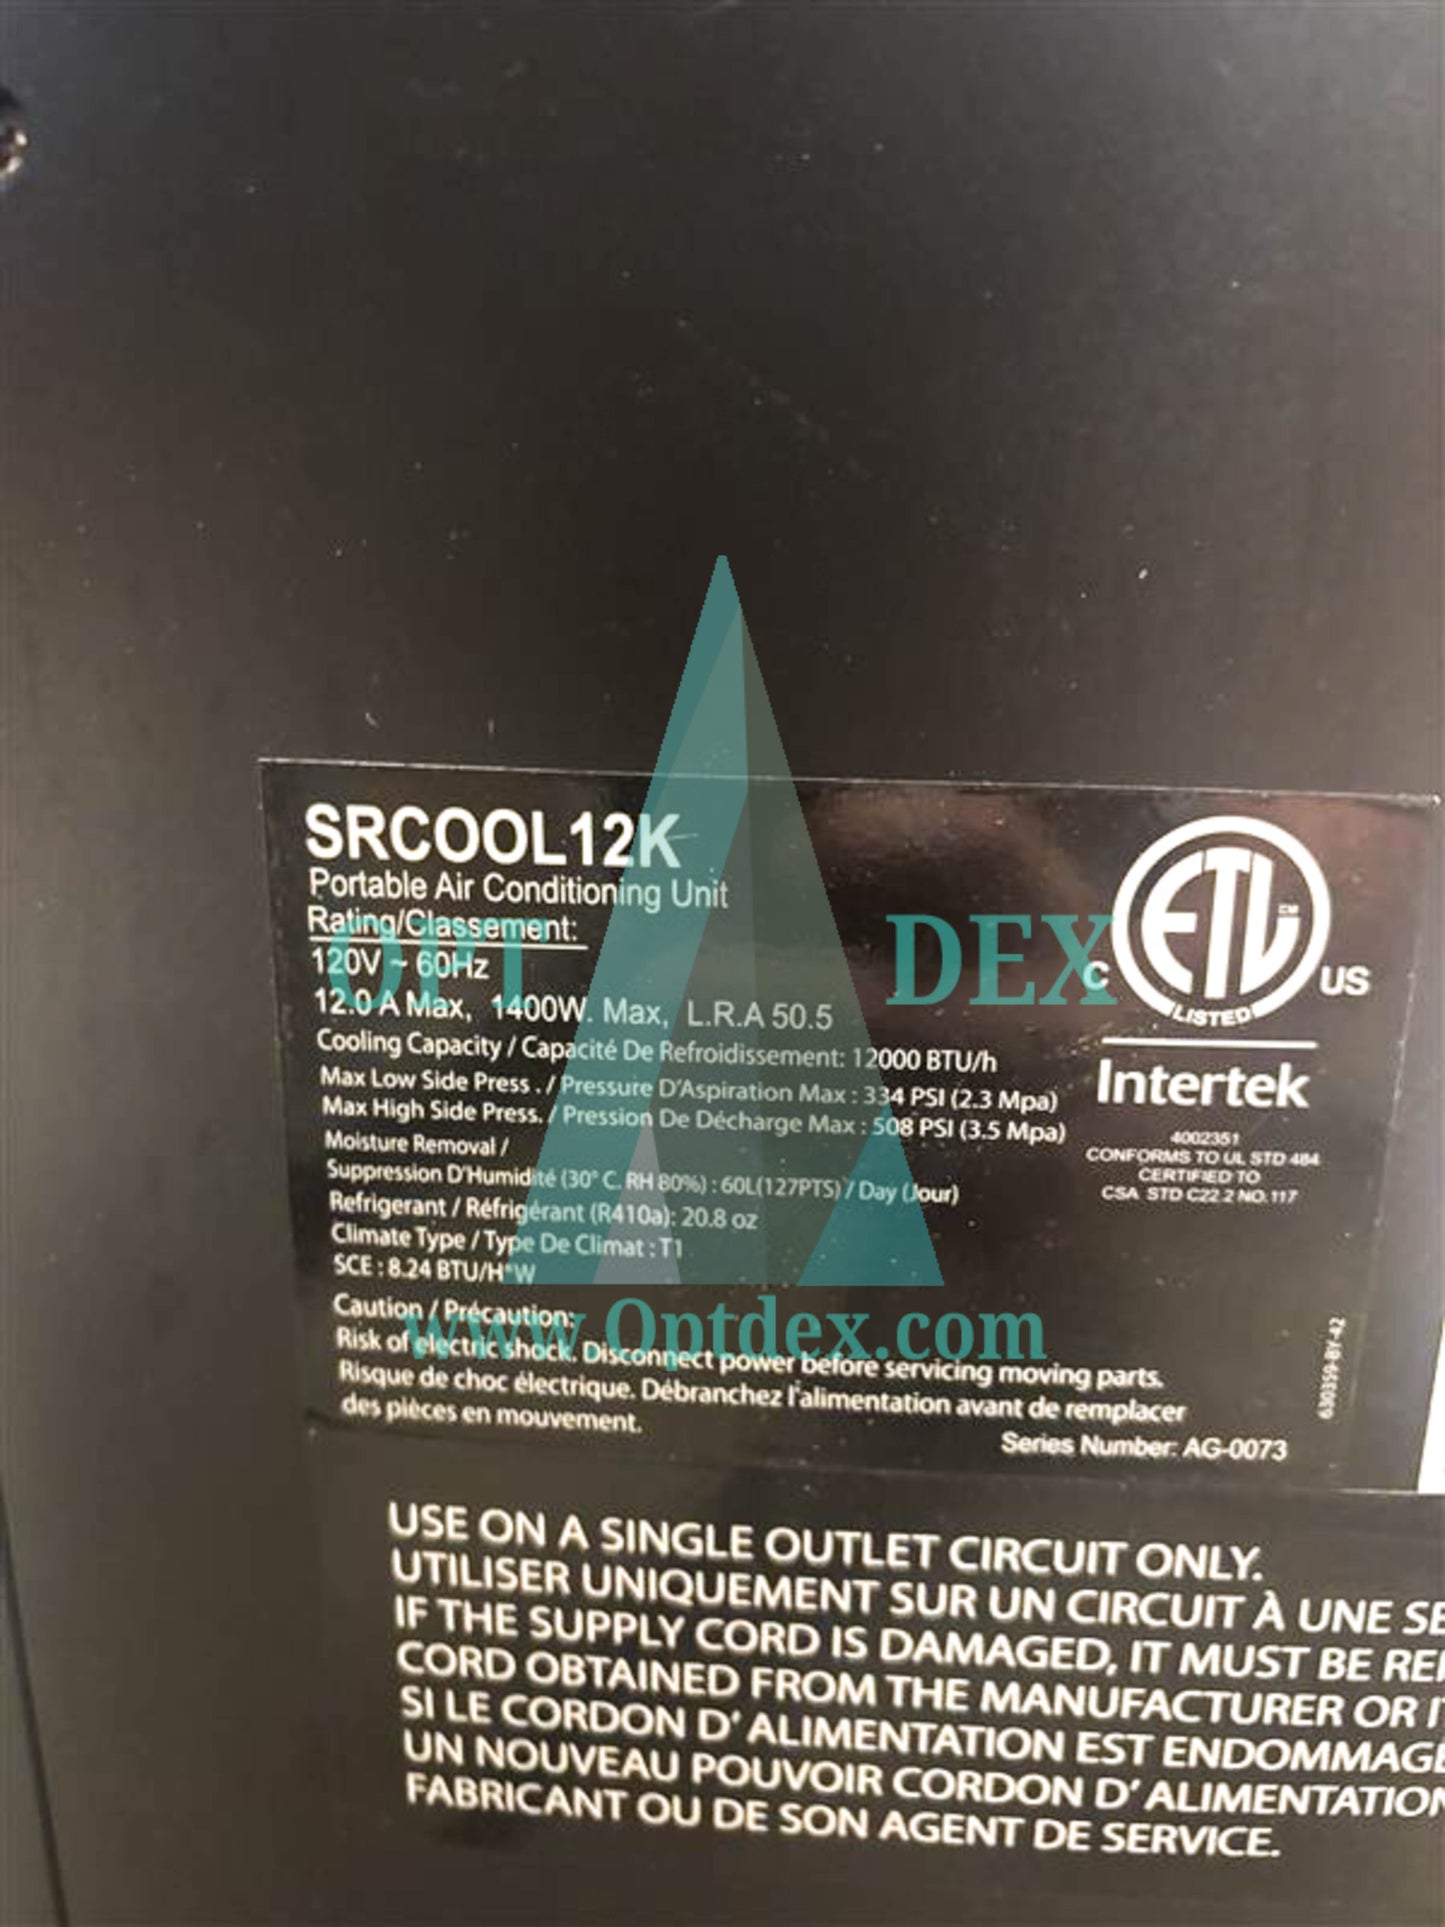 SRCOOL12K
Portable Air Conditioning Unit
Rating/Classement:
120V ~ 60Hz
12.0 A Max, 1400W. Max, L.R.A 50.5
Cooling Capacity / Capacité De Refroidissement: 12000 BTU/h
Max Low Side Press . / Pressure D'Aspiration Max : 334 PSI (2.3 Mpa)
Max High Side Press. / Pression De Décharge Max : 508 PSI (3.5 Mpa)
Moisture Removal /
Suppression D'Humidité (30° C. RH 80%) : 60L(127PTS) / Day (Jour)
Refrigerant / Réfrigérant (R410a): 20.8 oz
Climate Type / Type De Climat : T1
SCE : 8.24 BTU/H*W
Caution / Précaution:
Risk of electric shock. Disconnect power before servicing moving parts.
Risque de choc électrique. Débranchez l'alimentation avant de remplacer
des pièces en mouvement.
Series Number: AG-0073
C ETL CM US
LISTED
Intertek
4002351
CONFORMS TO UL STD 484
CERTIFIED TO
CSA STD C22.2 NO.117
630359-BY-42
OPT DEX
www.Optdex.com
USE ON A SINGLE OUTLET CIRCUIT ONLY.
UTILISER UNIQUEMENT SUR UN CIRCUIT À UNE SE
IF THE SUPPLY CORD IS DAMAGED, IT MUST BE RE
CORD OBTAINED FROM THE MANUFACTURER OR IT
SI LE CORDON D' ALIMENTATION EST ENDOMMAGE
UN NOUVEAU POUVOIR CORDON D' ALIMENTATION
FABRICANT OU DE SON AGENT DE SERVICE.